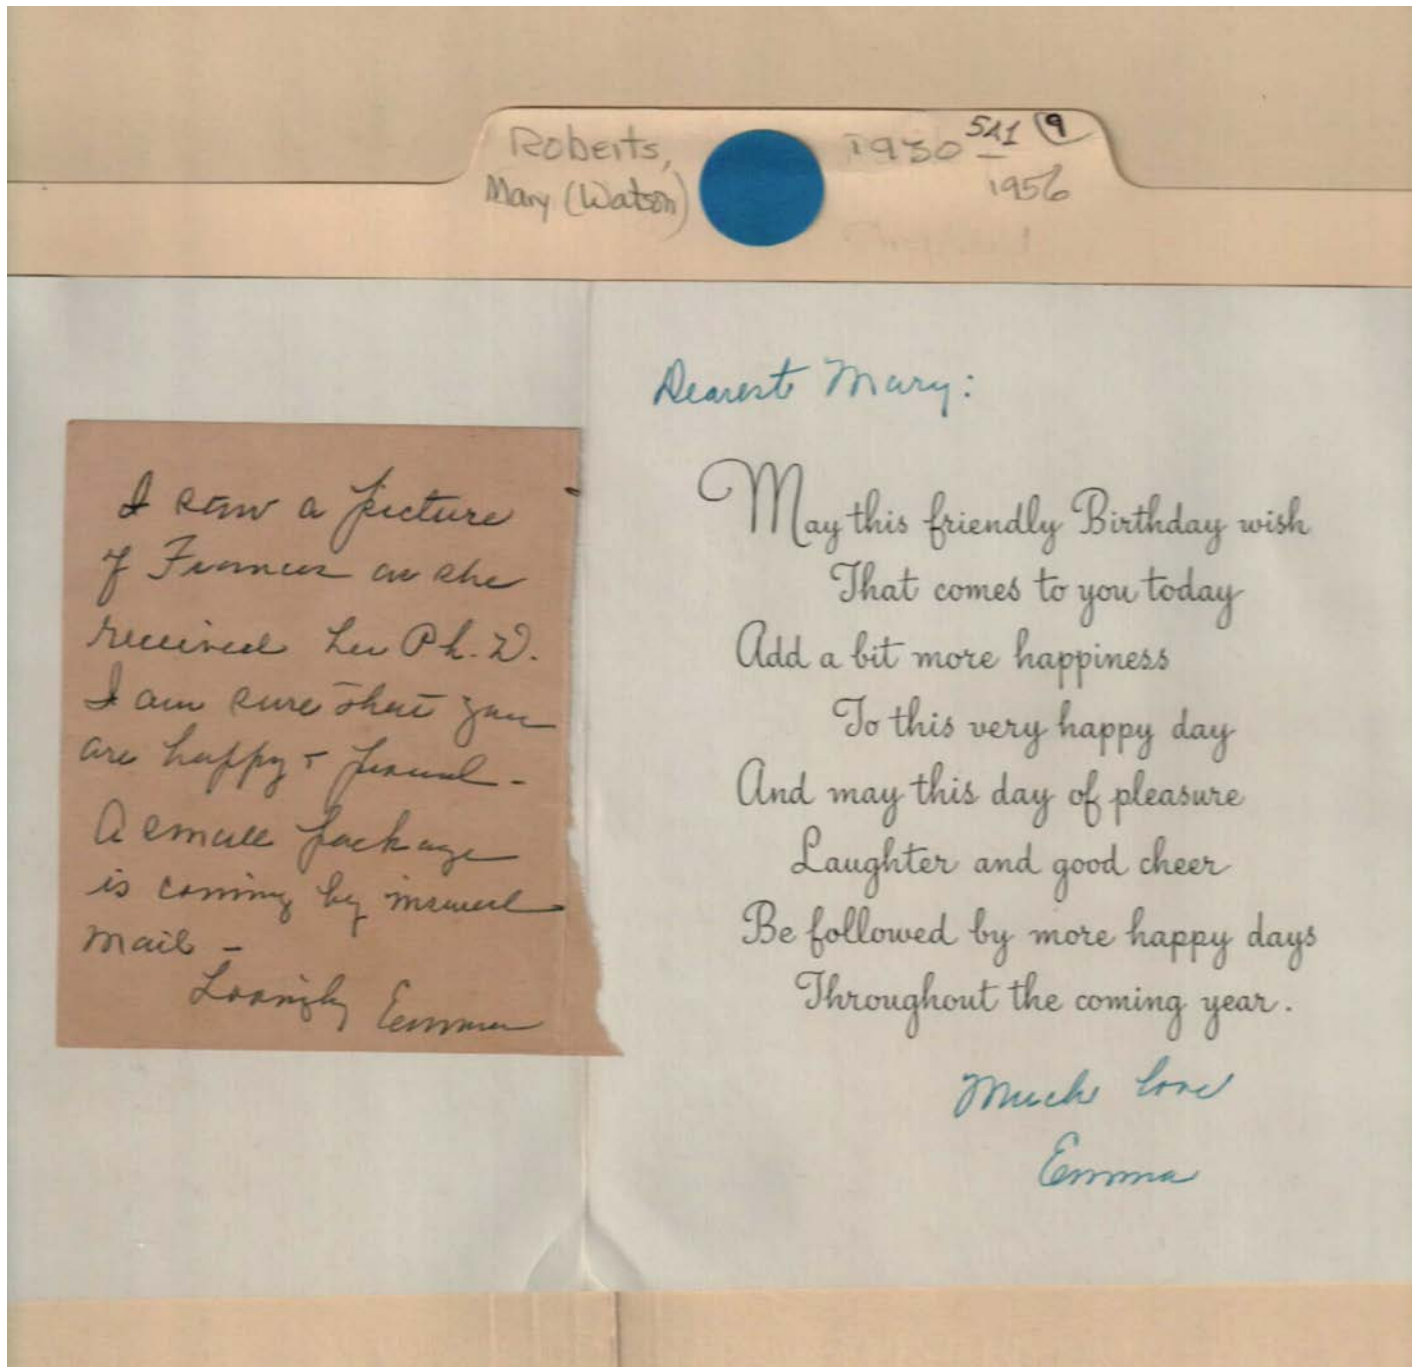 Roberts,
Mary (Watson)
1930 - 1956
5A1 9
I saw a picture
of Frances as she
received her Ph.D.
I am sure that you
are happy & proud -
A small package
is coming by insured
mail -
Lovingly Emma
Dearest Mary:
May this friendly Birthday wish
That comes to you today
Add a bit more happiness
To this very happy day
And may this day of pleasure
Laughter and good cheer
Be followed by more happy days
Throughout the coming year.
Much love
Emma